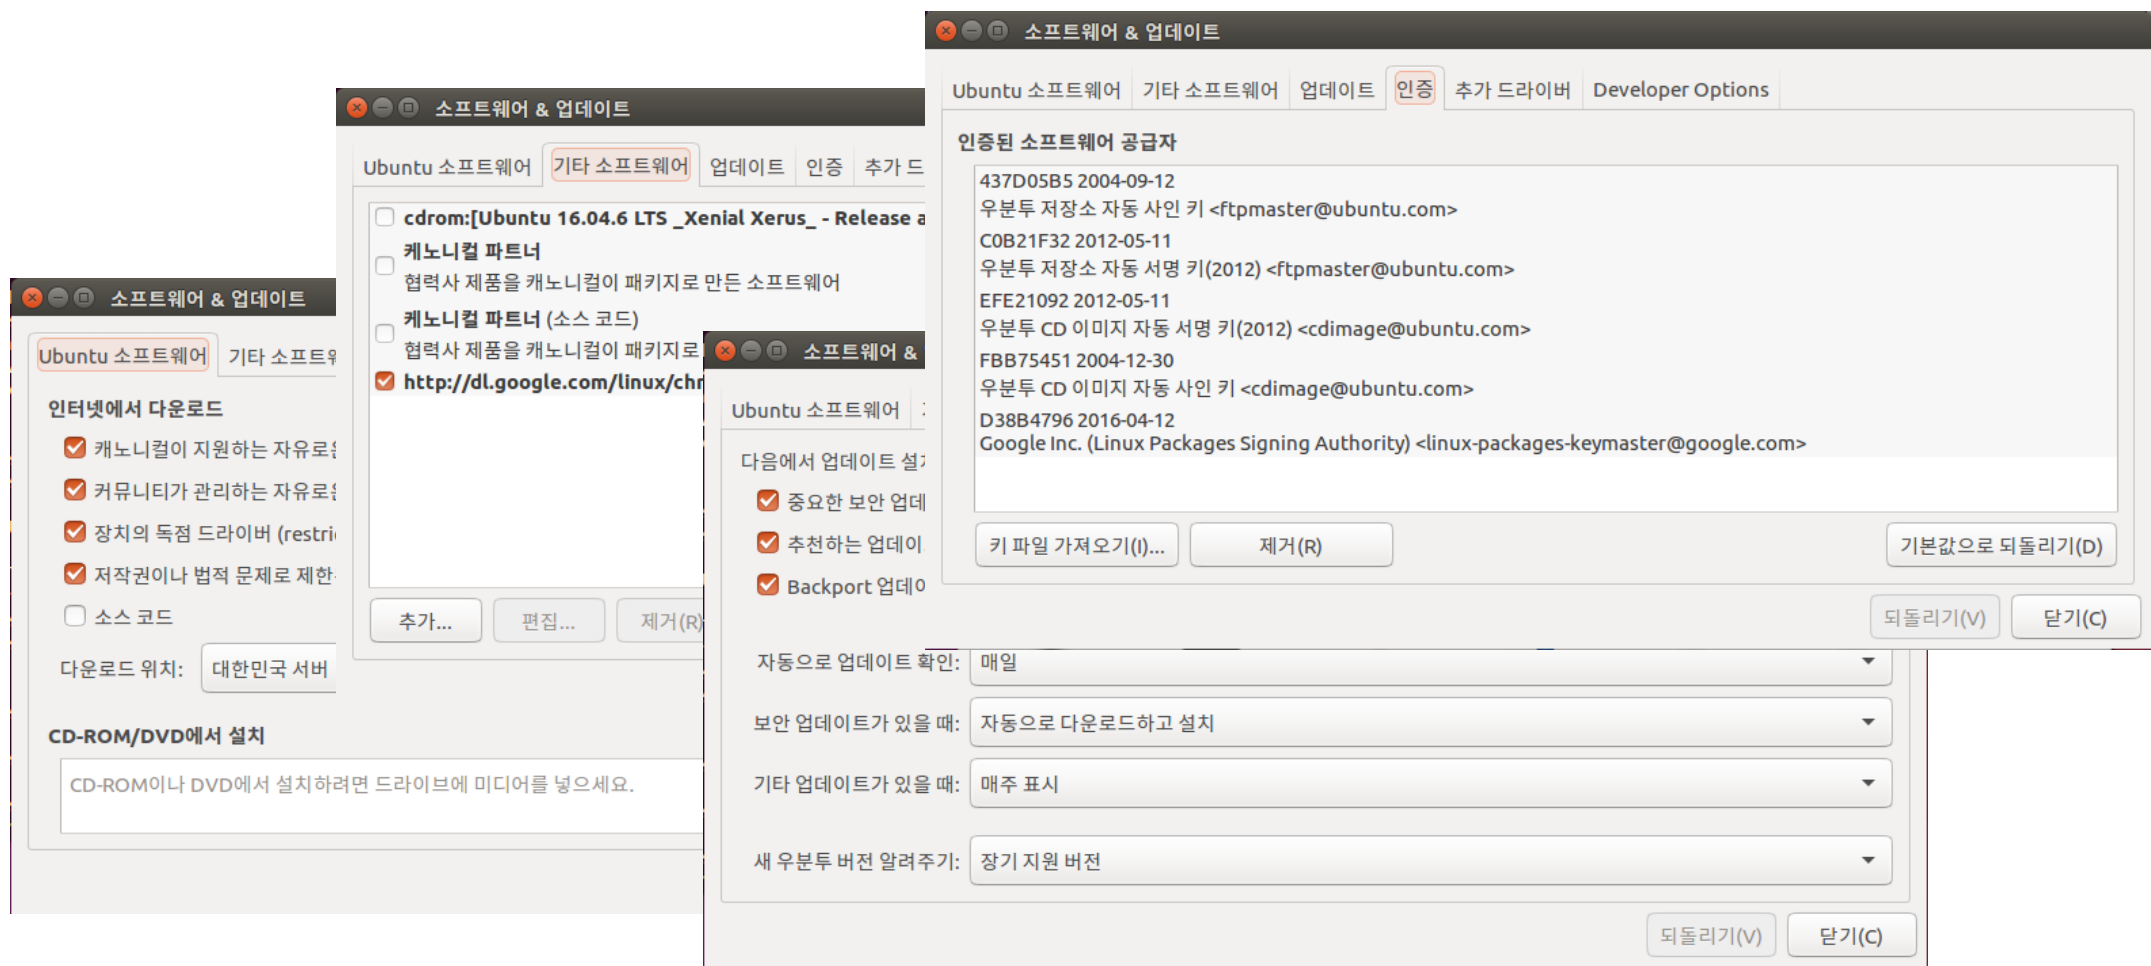 소프트웨어 & 업데이트
Ubuntu 소프트웨어
인터넷에서 다운로드
캐노니컬이 지원하는
커뮤니티가 관리하는
장치의 독점 드라이버
저작권이나 법적 문제로
소스 코드
다운로드 위치: 대한민국 서버
CD-ROM/DVD에서 설치
CD-ROM이나 DVD에서 설치하려면 드라이브에 미디어를 넣으세요.
소프트웨어 & 업데이트
Ubuntu 소프트웨어 기타 소프트웨어 업데이트 인증 추가
cdrom:[Ubuntu 16.04.6 LTS _Xenial Xerus_ - Release
케노니컬 파트너
협력사 제품을 캐노니컬이 패키지로 만든 소프트웨어
케노니컬 파트너 (소스 코드)
협력사 제품을 캐노니컬이 패키지로
http://dl.google.com/linux/
추가... 편집... 제거(R)
소프트웨어 &
Ubuntu 소프트웨어
다음에서 업데이트
중요한 보안
추천하는
Backport
자동으로 업데이트 확인: 매일
보안 업데이트가 있을 때: 자동으로 다운로드하고 설치
기타 업데이트가 있을 때: 매주 표시
새 우분투 버전 알려주기: 장기 지원 버전
되돌리기(V) 닫기(C)
소프트웨어 & 업데이트
Ubuntu 소프트웨어 기타 소프트웨어 업데이트 인증 추가 드라이버 Developer Options
인증된 소프트웨어 공급자
437D05B5 2004-09-12
우분투 저장소 자동 사인 키 <ftpmaster@ubuntu.com>
C0B21F32 2012-05-11
우분투 저장소 자동 서명 키(2012) <ftpmaster@ubuntu.com>
EFE21092 2012-05-11
우분투 CD 이미지 자동 서명 키(2012) <cdimage@ubuntu.com>
FBB75451 2004-12-30
우분투 CD 이미지 자동 사인 키 <cdimage@ubuntu.com>
D38B4796 2016-04-12
Google Inc. (Linux Packages Signing Authority) <linux-packages-keymaster@google.com>
키 파일 가져오기(I)... 제거(R) 기본값으로 되돌리기(D)
되돌리기(V) 닫기(C)